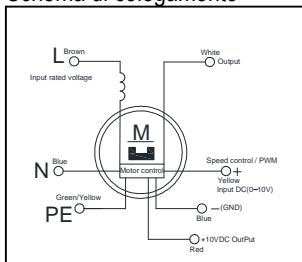 Schema di collegamento
L Brown
Input rated voltage
White
Output
M
Motor control
N Blue
Speed control / PWM
+
Yellow
Input DC(0~10V)
Green/Yellow
PE
—(GND)
Blue
+10VDC OutPut
Red